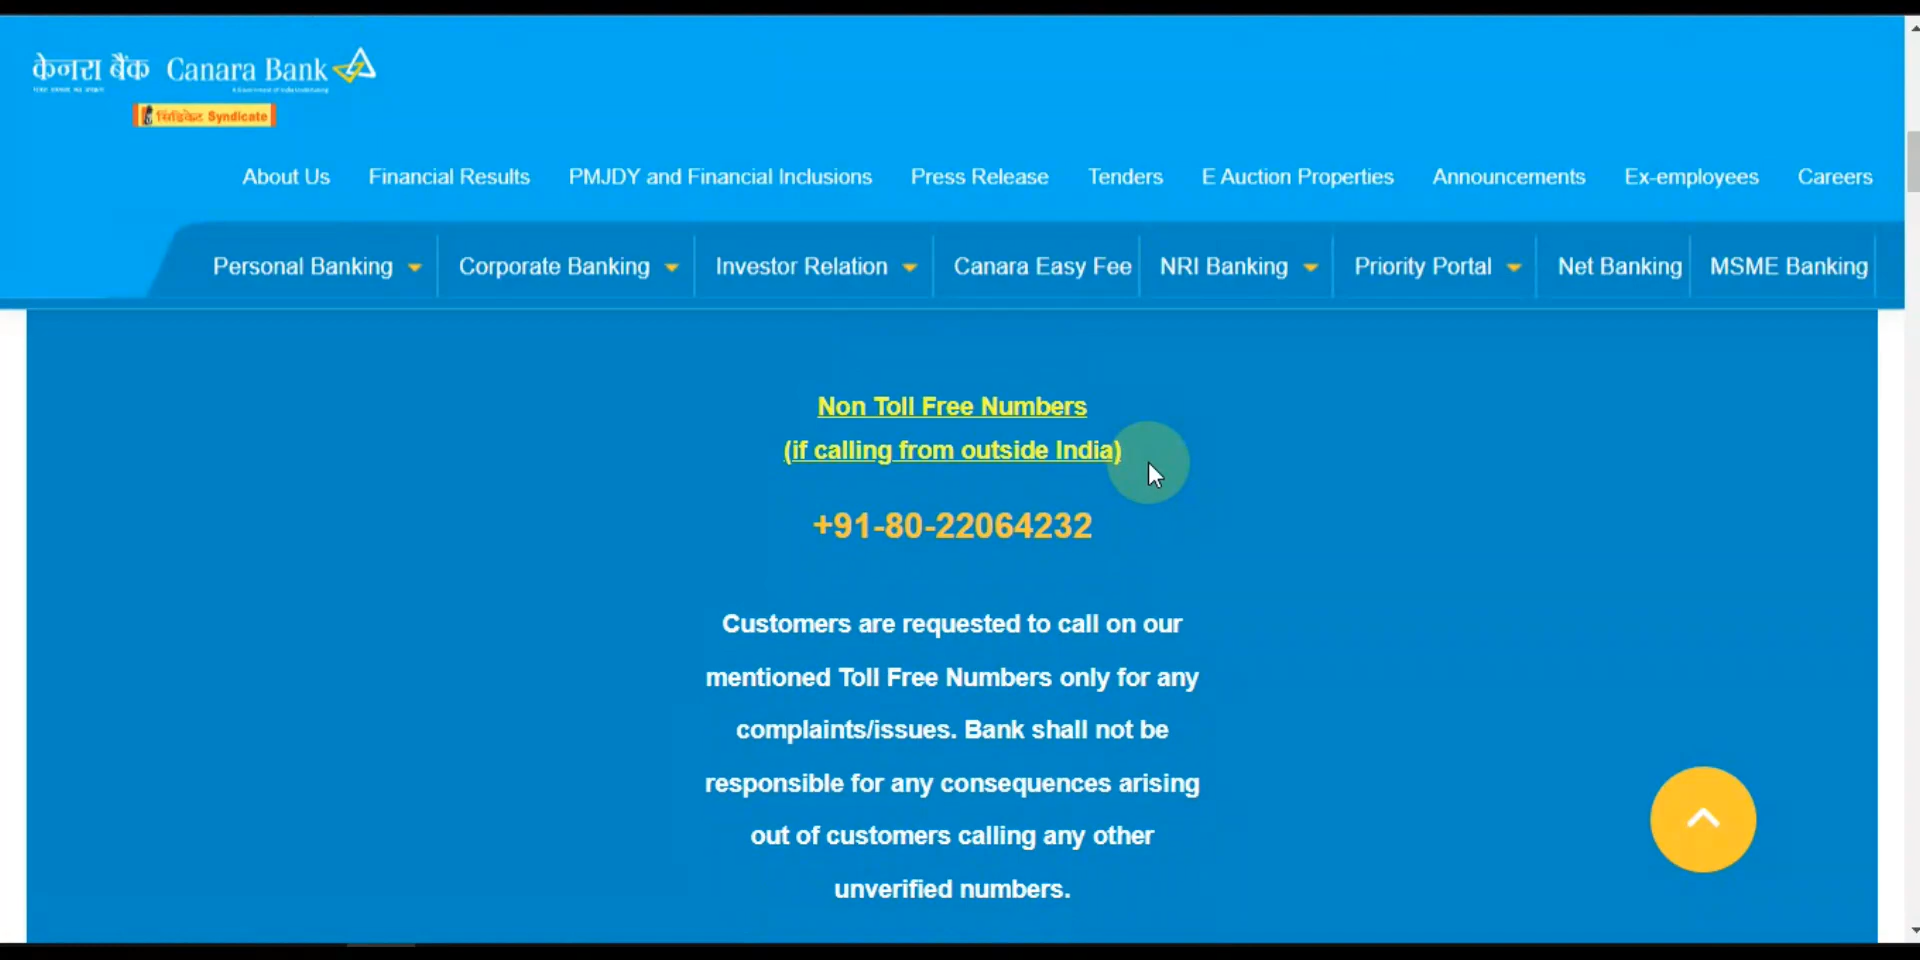 केनरा बैंक Canara Bank
सिंडिकेट Syndicate
About Us Financial Results PMJDY and Financial Inclusions Press Release Tenders E Auction Properties Announcements Ex-employees Careers
Personal Banking Corporate Banking Investor Relation Canara Easy Fee NRI Banking Priority Portal Net Banking MSME Banking
Non Toll Free Numbers
(if calling from outside India)
+91-80-22064232
Customers are requested to call on our
mentioned Toll Free Numbers only for any
complaints/issues. Bank shall not be
responsible for any consequences arising
out of customers calling any other
unverified numbers.